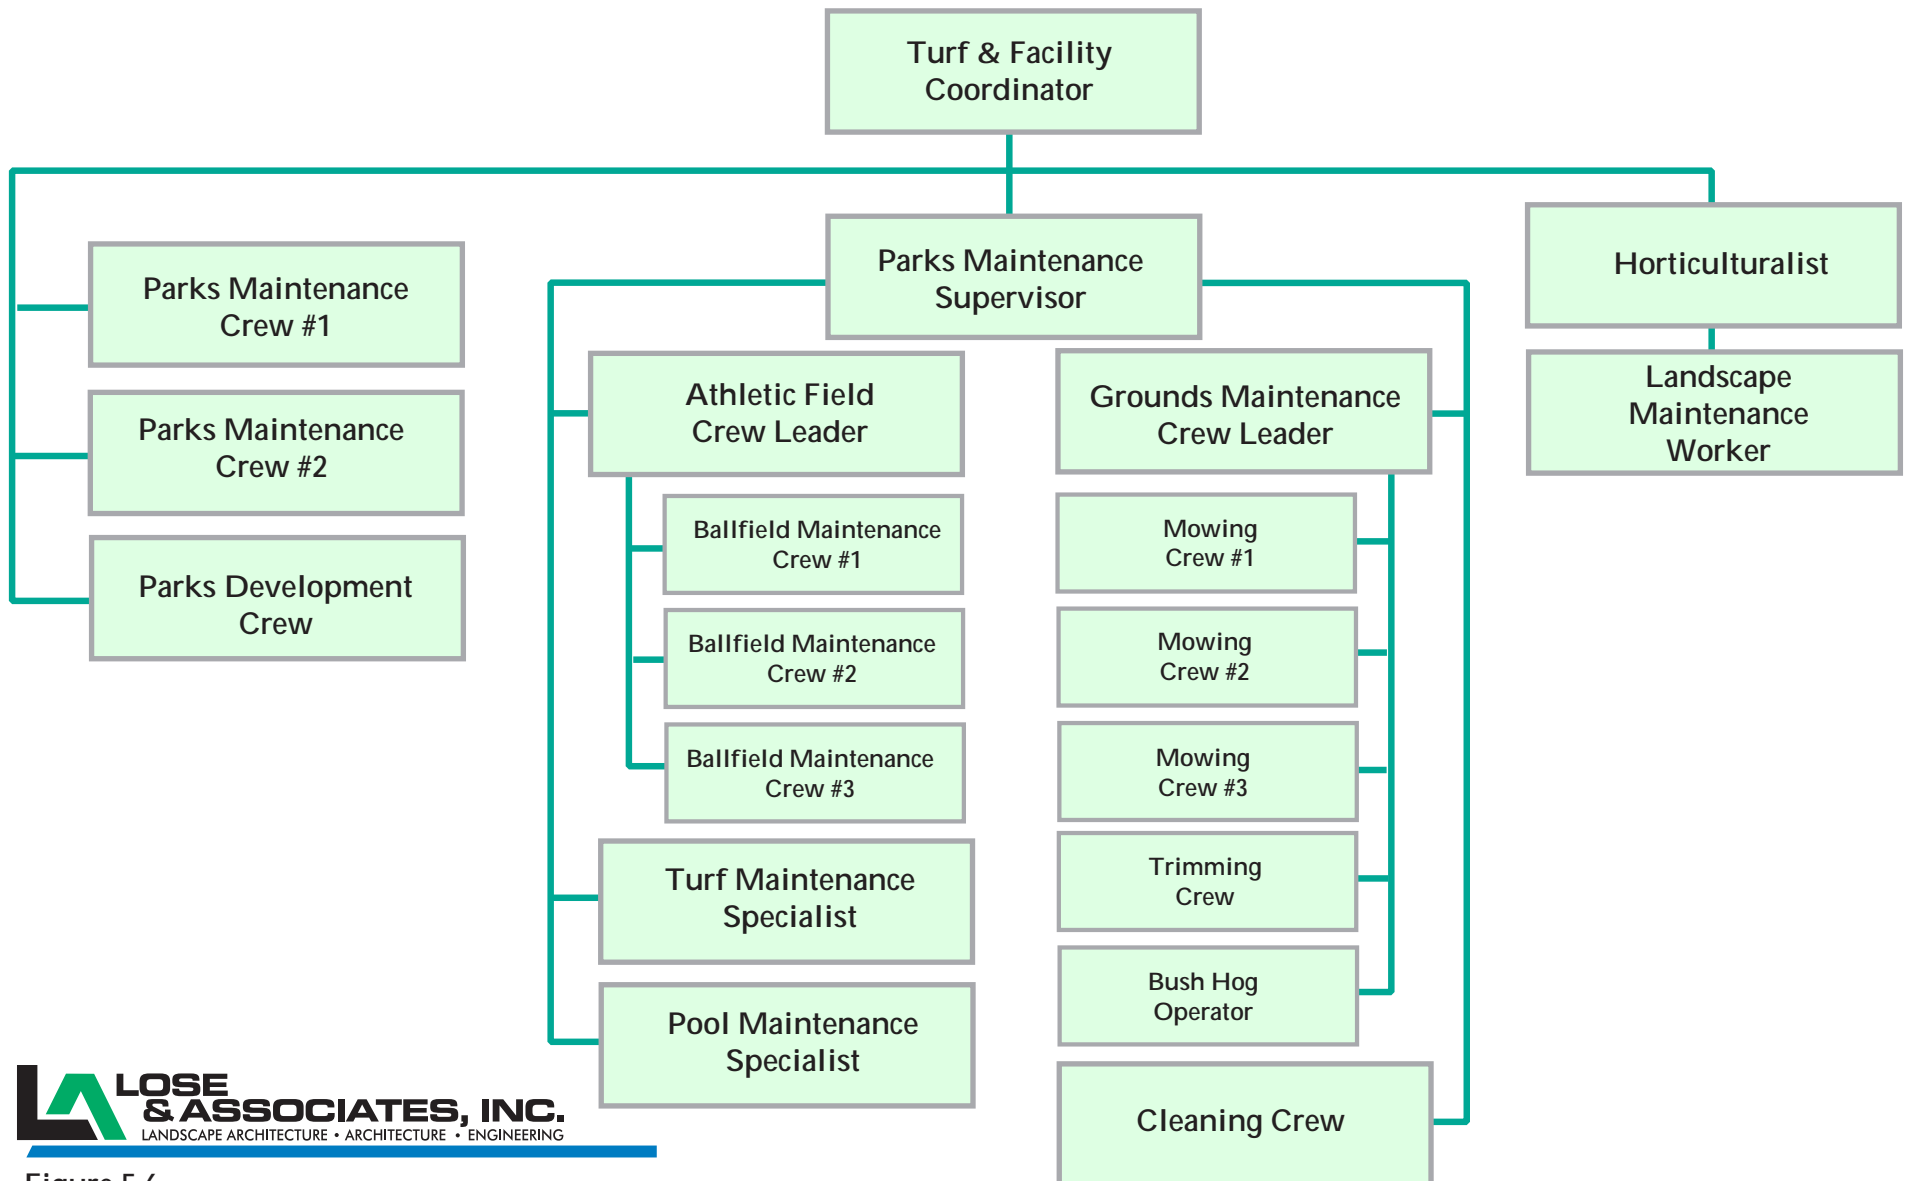 Turf & Facility
Coordinator
Parks Maintenance
Supervisor
Horticulturalist
Parks Maintenance
Crew #1
Parks Maintenance
Crew #2
Parks Development
Crew
Athletic Field
Crew Leader
Ballfield Maintenance
Crew #1
Ballfield Maintenance
Crew #2
Ballfield Maintenance
Crew #3
Turf Maintenance
Specialist
Pool Maintenance
Specialist
Grounds Maintenance
Crew Leader
Mowing
Crew #1
Mowing
Crew #2
Mowing
Crew #3
Trimming
Crew
Bush Hog
Operator
Cleaning Crew
Landscape
Maintenance
Worker
LA
LOSE
& ASSOCIATES, INC.
LANDSCAPE ARCHITECTURE • ARCHITECTURE • ENGINEERING
Figure